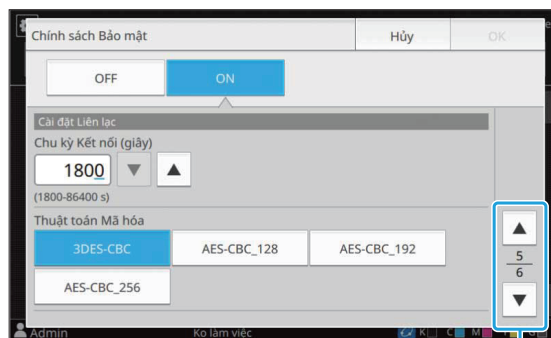 Chính sách Bảo mật Hủy OK
OFF ON
Cài đặt Liên lạc
Chu kỳ Kết nối (giây)
1800
(1800-86400 s)
Thuật toán Mã hóa
3DES-CBC AES-CBC_128 AES-CBC_192
AES-CBC_256
5
6
Admin Ko làm việc K C M